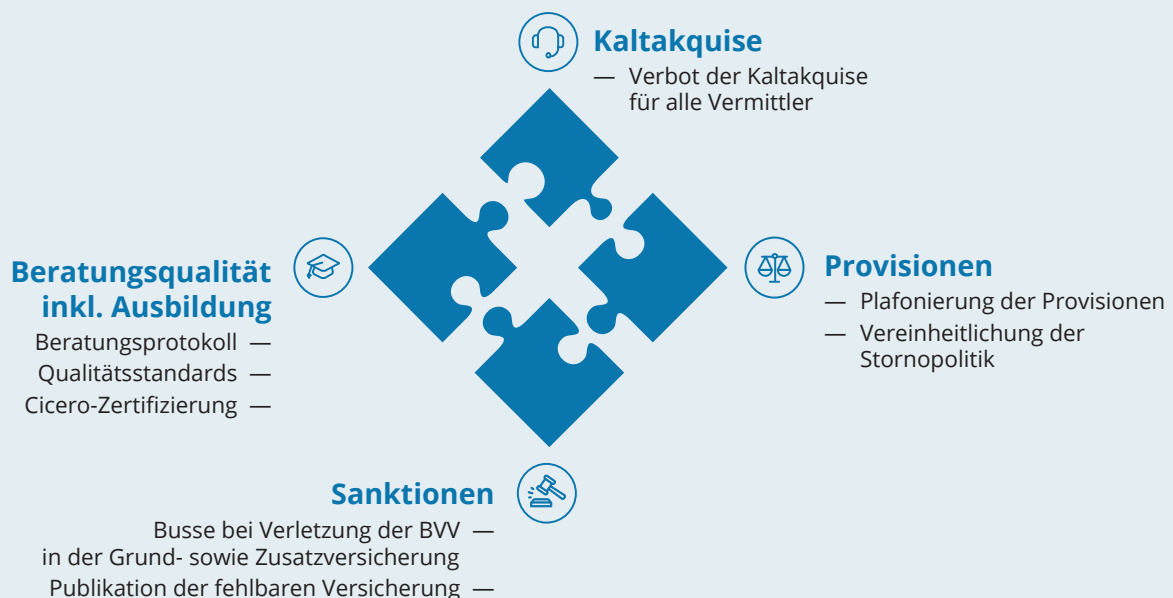 Kaltakquise
— Verbot der Kaltakquise
für alle Vermittler
Beratungsqualität
inkl. Ausbildung
Beratungsprotokoll —
Qualitätsstandards —
Cicero-Zertifizierung —
Provisionen
— Plafonierung der Provisionen
— Vereinheitlichung der
Stornopolitik
Sanktionen
Busse bei Verletzung der BVV —
in der Grund- sowie Zusatzversicherung
Publikation der fehlbaren Versicherung —